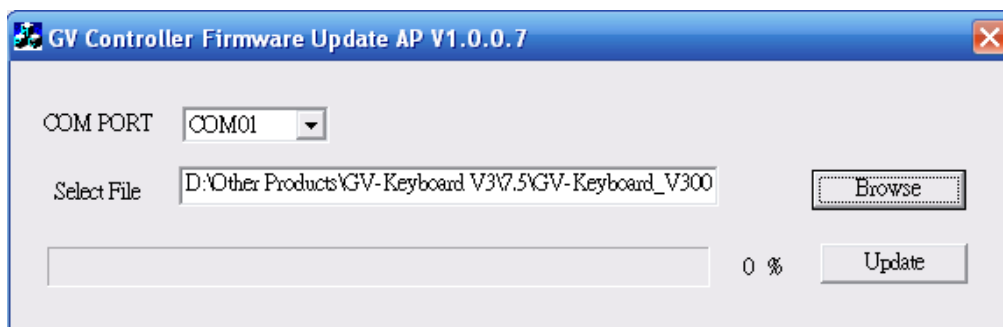 GV Controller Firmware Update AP V1.0.0.7
COM PORT COM01
Select File D:\Other Products\GV-Keyboard V3\7.5\GV-Keyboard_V300 Browse
0 % Update